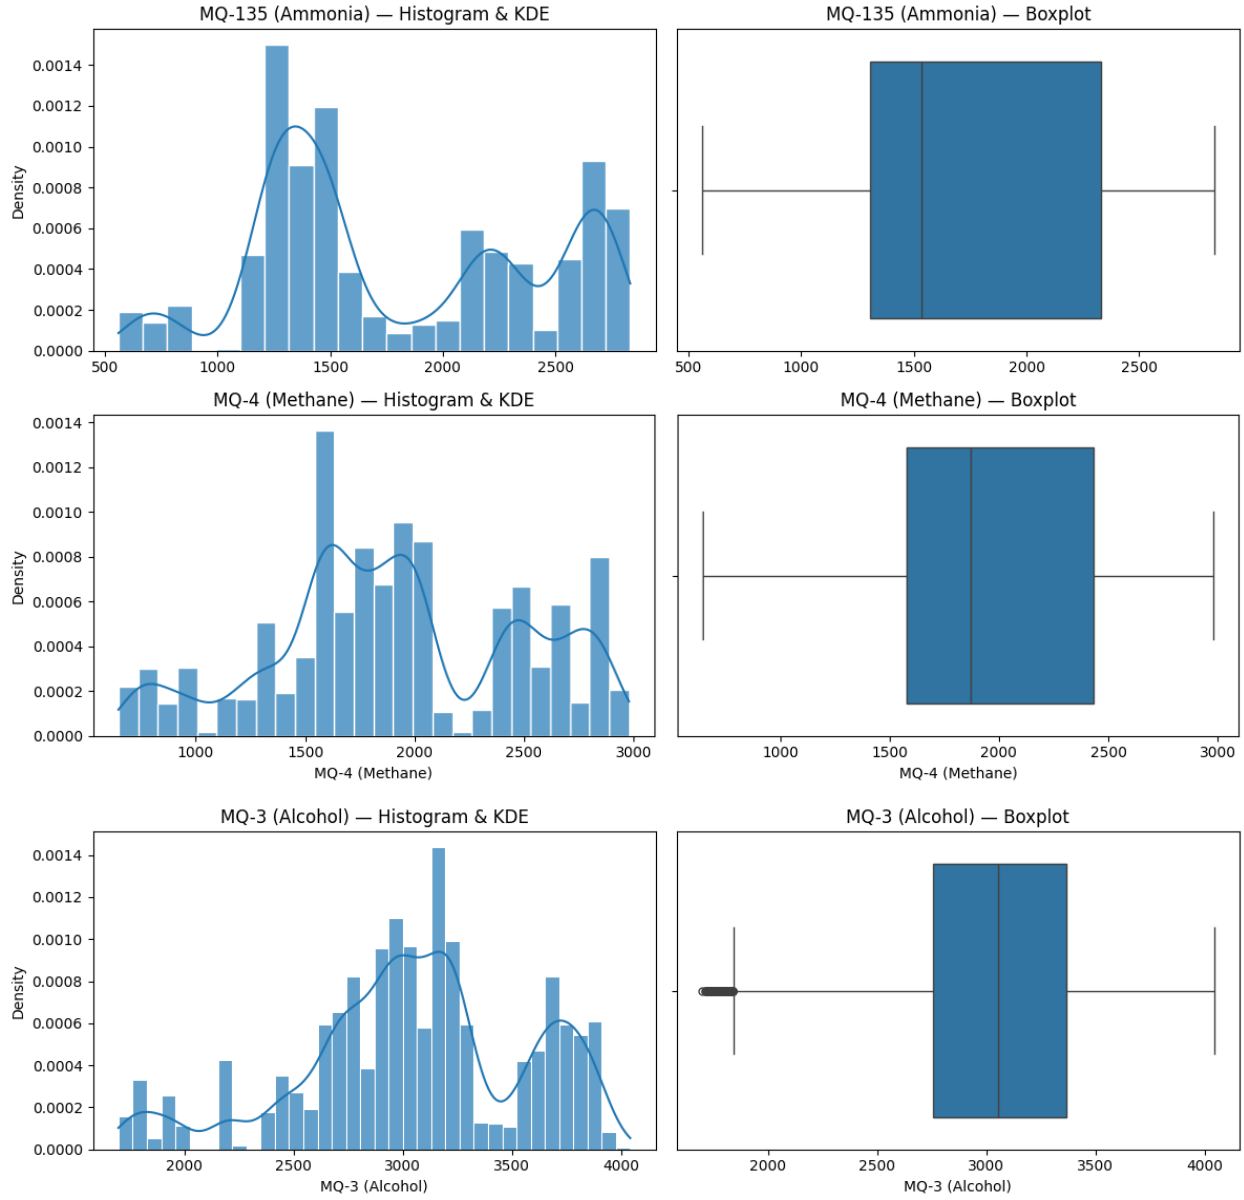 MQ-135 (Ammonia) — Histogram & KDE
MQ-135 (Ammonia) — Boxplot
Density
0.0014
0.0012
0.0010
0.0008
0.0006
0.0004
0.0002
0.0000
500 1000 1500 2000 2500
500 1000 1500 2000 2500
MQ-4 (Methane) — Histogram & KDE
MQ-4 (Methane) — Boxplot
Density
0.0014
0.0012
0.0010
0.0008
0.0006
0.0004
0.0002
0.0000
1000 1500 2000 2500 3000
MQ-4 (Methane)
1000 1500 2000 2500 3000
MQ-4 (Methane)
MQ-3 (Alcohol) — Histogram & KDE
MQ-3 (Alcohol) — Boxplot
Density
0.0014
0.0012
0.0010
0.0008
0.0006
0.0004
0.0002
0.0000
2000 2500 3000 3500 4000
MQ-3 (Alcohol)
2000 2500 3000 3500 4000
MQ-3 (Alcohol)